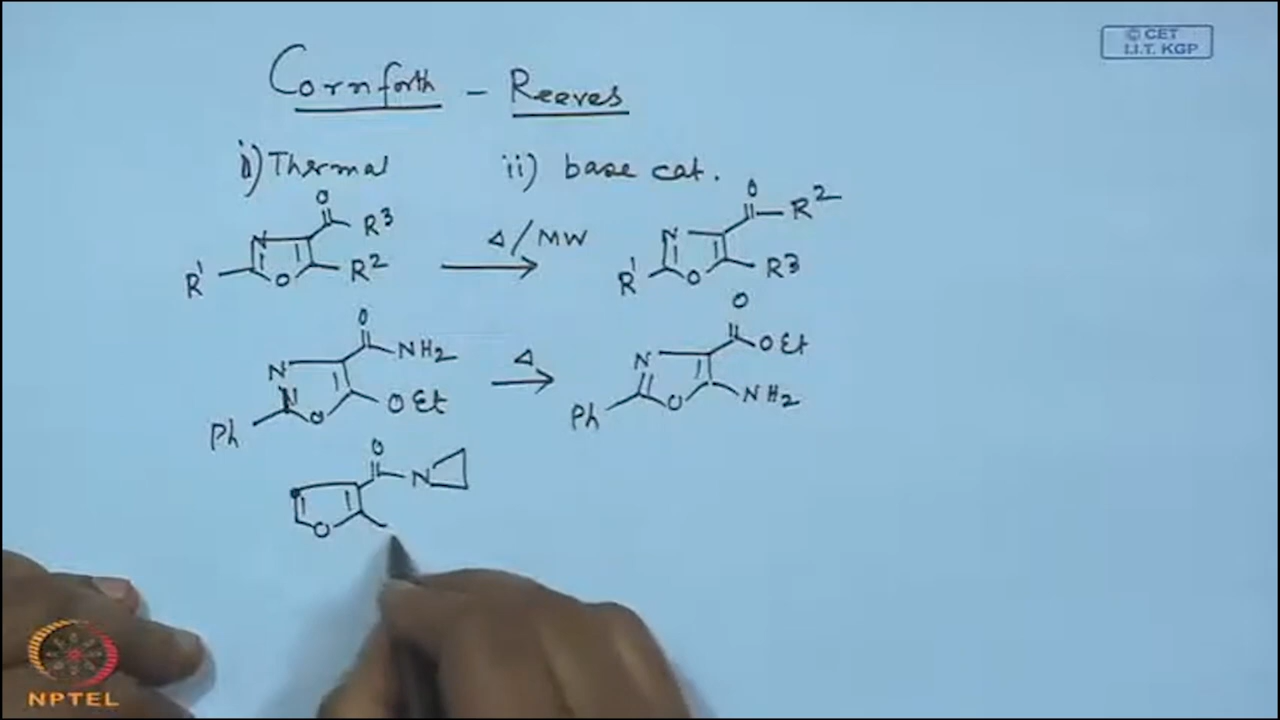 © CET
I.I.T. KGP
Cornforth - Reeves
i) Thermal ii) base cat.
O O
R3 R2
N Δ/MW N
R1 O R2 R1 O R3
O O
NH2 OEt
N Δ N
Ph O OEt Ph O NH2
O
N
O
NPTEL